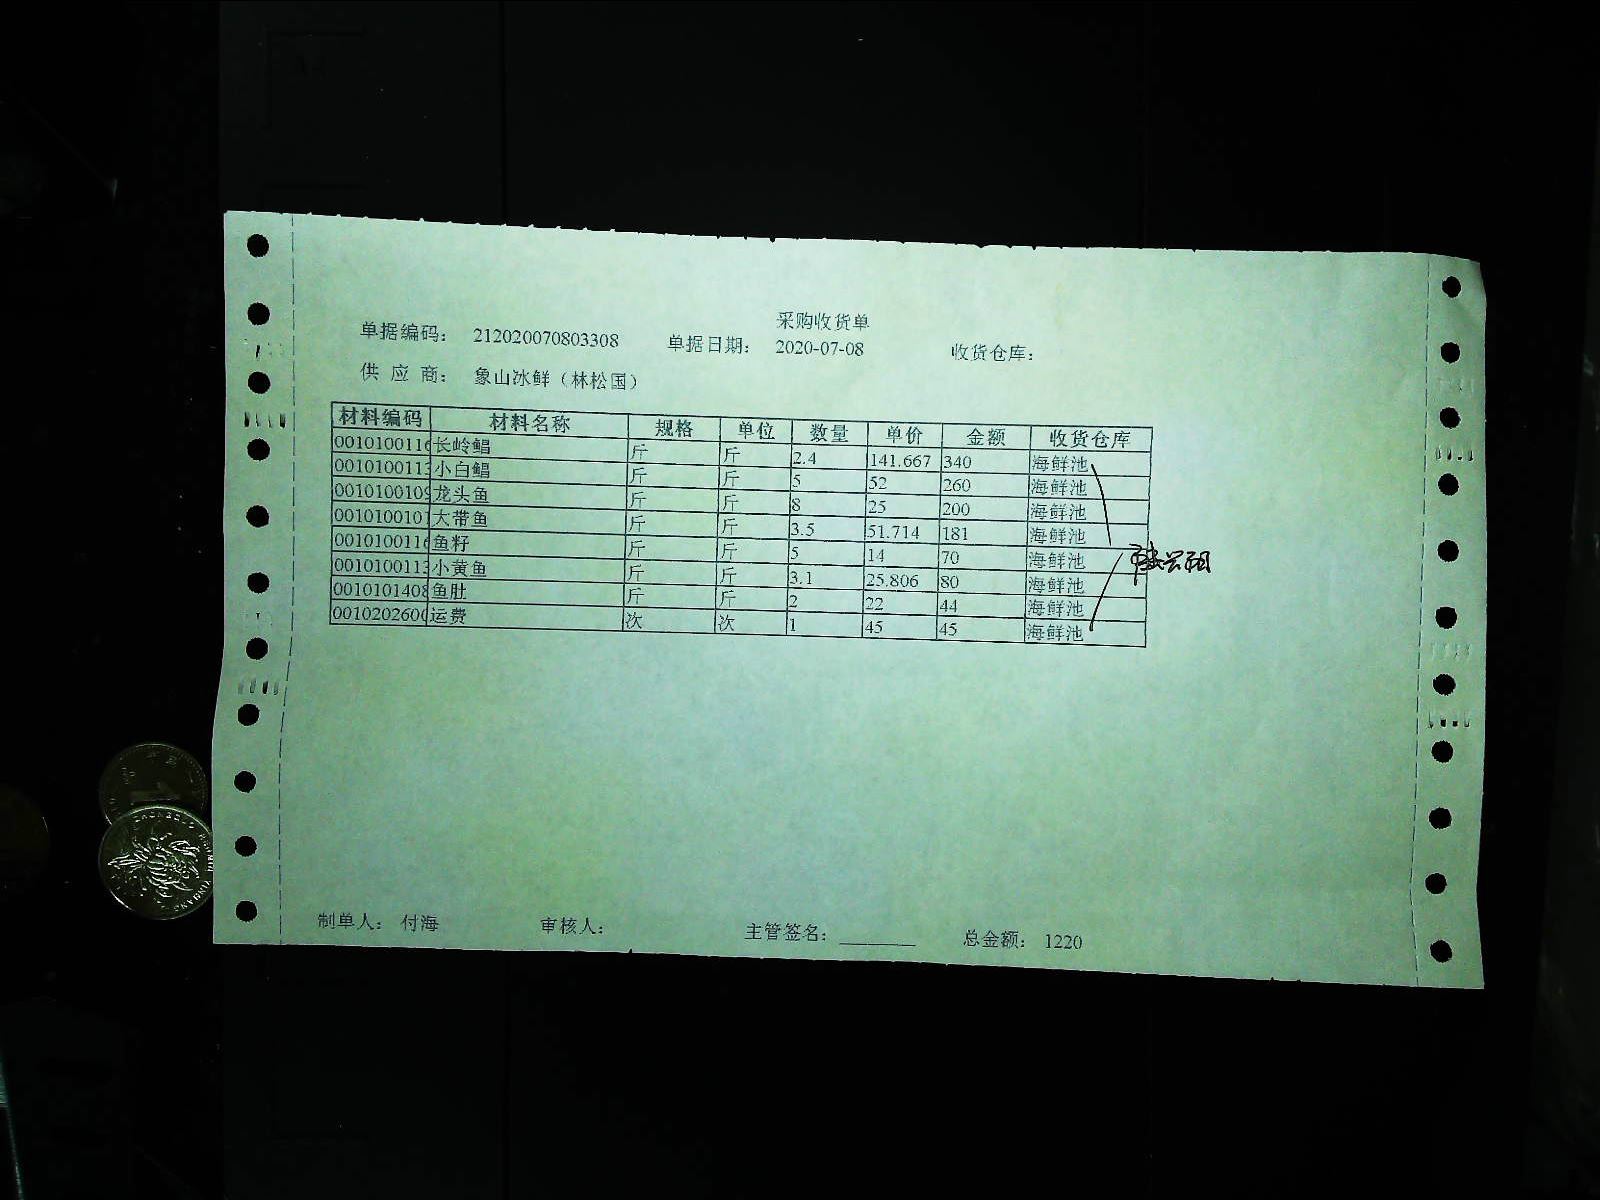 采购收货单
单据编码： 212020070803308 单据日期： 2020-07-08 收货仓库：
供 应 商： 象山冰鲜（林松国）
材料编码 材料名称 规格 单位 数量 单价 金额 收货仓库
0010100116 长岭鲳 斤 斤 2.4 141.667 340 海鲜池
0010100113 小白鲳 斤 斤 5 52 260 海鲜池
0010100109 龙头鱼 斤 斤 8 25 200 海鲜池
0010100101 大带鱼 斤 斤 3.5 51.714 181 海鲜池
0010100116 鱼籽 斤 斤 5 14 70 海鲜池
0010100113 小黄鱼 斤 斤 3.1 25.806 80 海鲜池
0010101408 鱼肚 斤 斤 2 22 44 海鲜池
0010202600 运费 次 次 1 45 45 海鲜池
制单人： 付海 审核人： 主管签名： 总金额： 1220